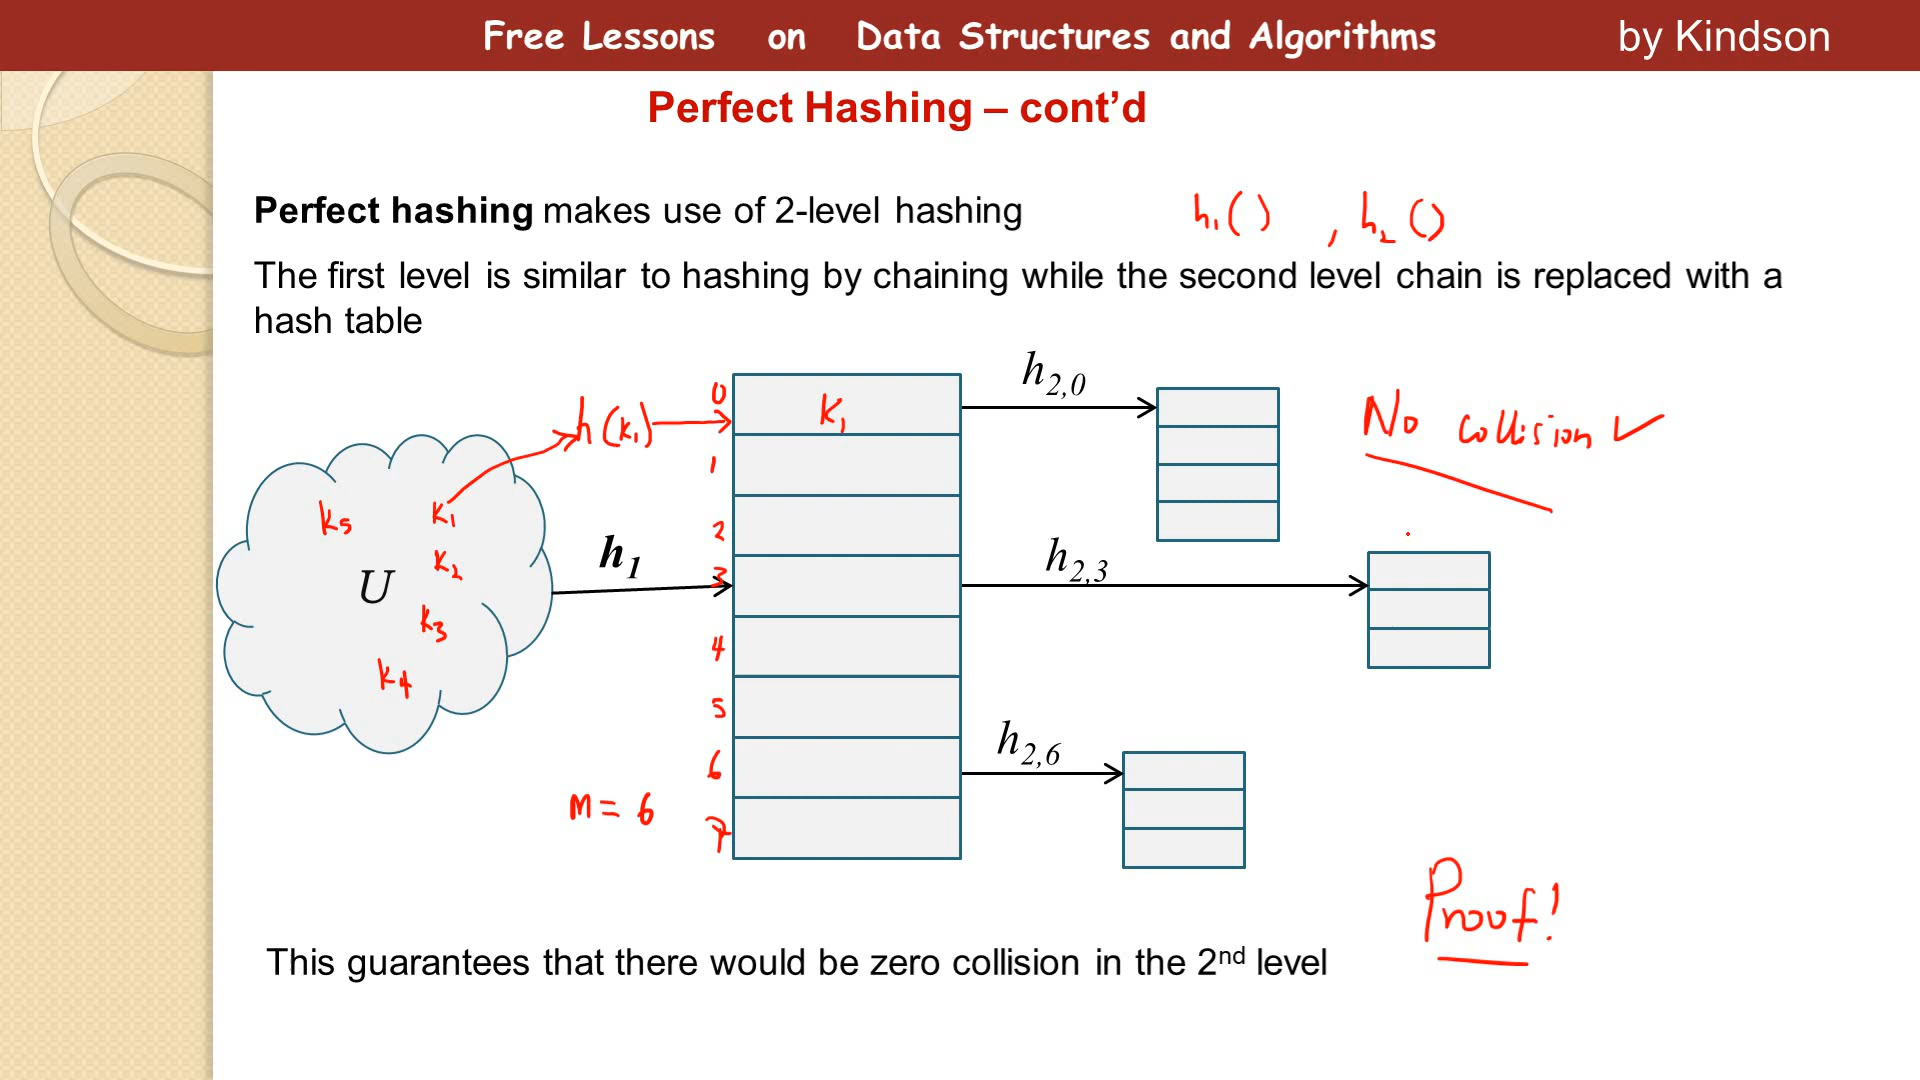 Free Lessons on Data Structures and Algorithms by Kindson
Perfect Hashing – cont’d
Perfect hashing makes use of 2-level hashing
h₁( ) , h₂ ( )
The first level is similar to hashing by chaining while the second level chain is replaced with a
hash table
h2,0
0
K₁
h(K₁)
No collision ✓
1
K5
K1
2
h1
h2,3
K2
U
3
K3
4
K4
5
h2,6
6
M = 6
7
Proof!
This guarantees that there would be zero collision in the 2nd level